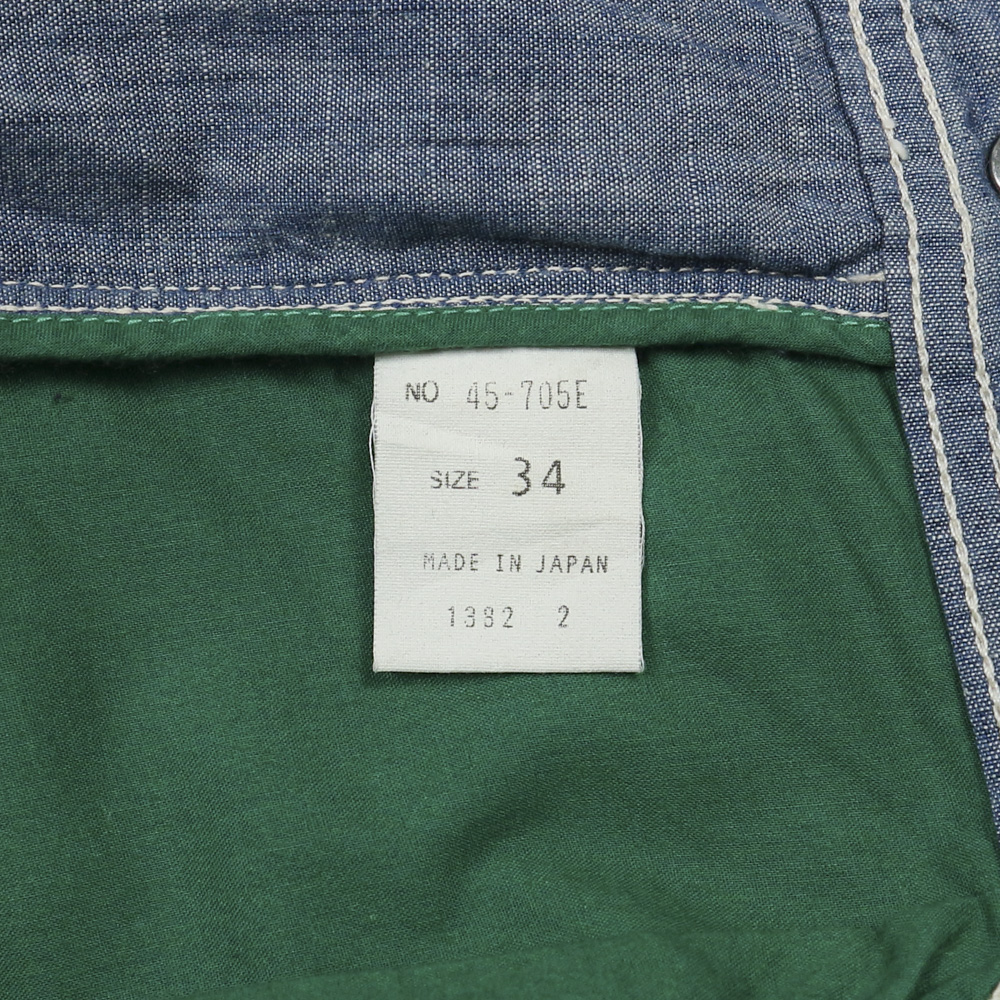 NO 45-705E
SIZE 34
MADE IN JAPAN
1382 2